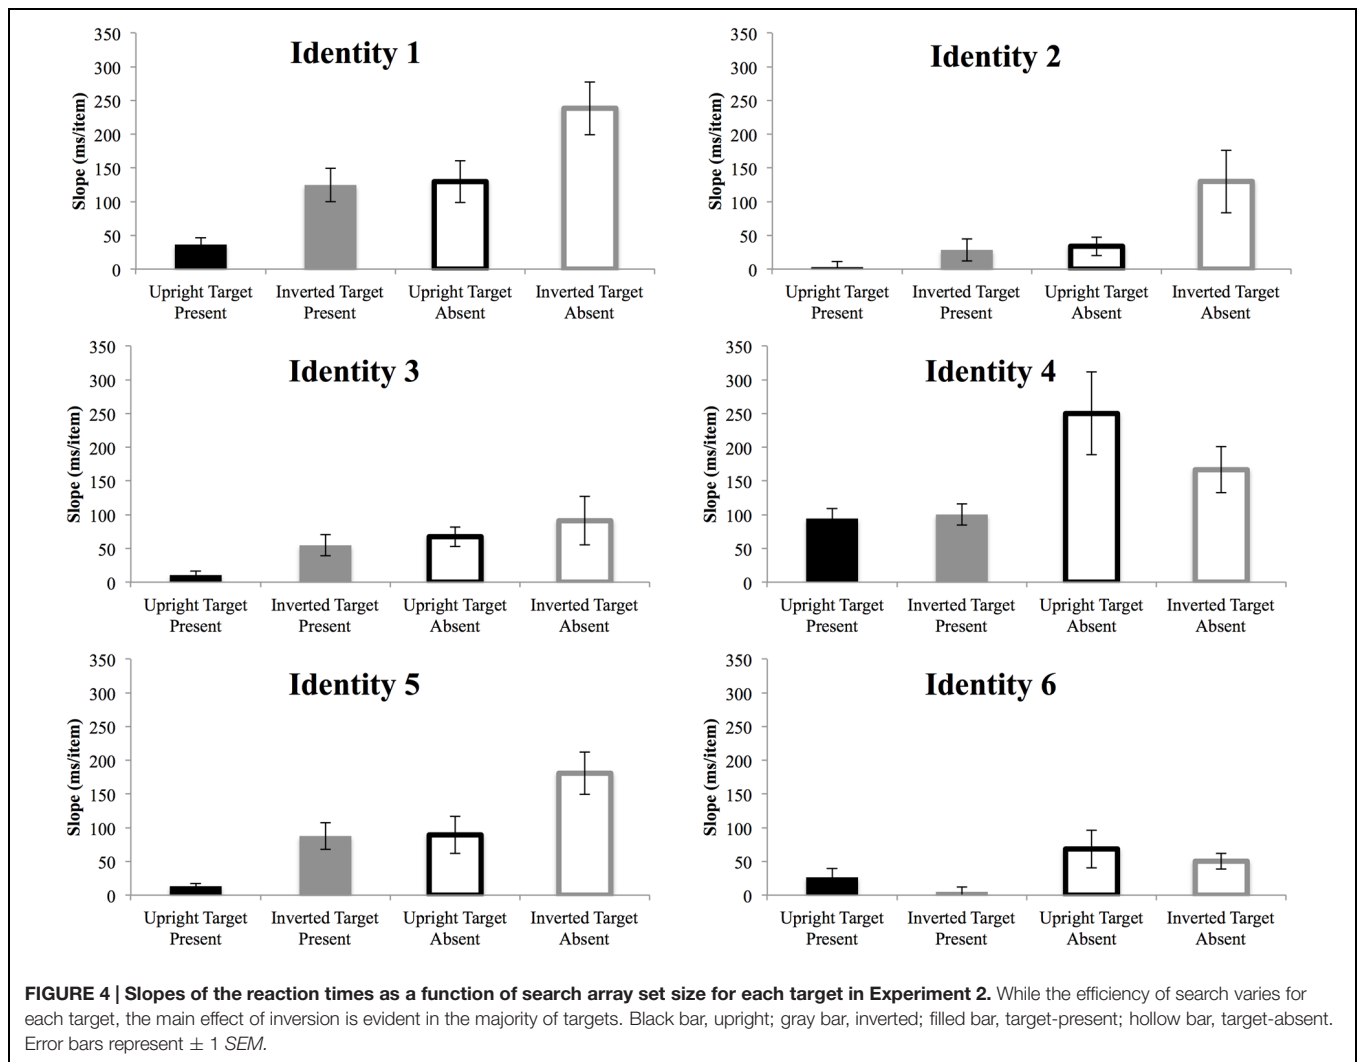 Identity 1
350
300
250
200
150
100
50
0
Slope (ms/item)
Upright Target Present
Inverted Target Present
Upright Target Absent
Inverted Target Absent
Identity 2
350
300
250
200
150
100
50
0
Slope (ms/item)
Upright Target Present
Inverted Target Present
Upright Target Absent
Inverted Target Absent
Identity 3
350
300
250
200
150
100
50
0
Slope (ms/item)
Upright Target Present
Inverted Target Present
Upright Target Absent
Inverted Target Absent
Identity 4
350
300
250
200
150
100
50
0
Slope (ms/item)
Upright Target Present
Inverted Target Present
Upright Target Absent
Inverted Target Absent
Identity 5
350
300
250
200
150
100
50
0
Slope (ms/item)
Upright Target Present
Inverted Target Present
Upright Target Absent
Inverted Target Absent
Identity 6
350
300
250
200
150
100
50
0
Slope (ms/item)
Upright Target Present
Inverted Target Present
Upright Target Absent
Inverted Target Absent
FIGURE 4 | Slopes of the reaction times as a function of search array set size for each target in Experiment 2. While the efficiency of search varies for
each target, the main effect of inversion is evident in the majority of targets. Black bar, upright; gray bar, inverted; filled bar, target-present; hollow bar, target-absent.
Error bars represent ± 1 SEM.